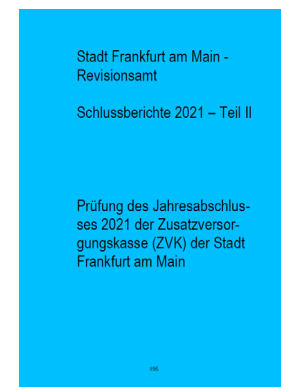 Stadt Frankfurt am Main -
Revisionsamt
Schlussberichte 2021 – Teil II
Prüfung des Jahresabschlus-
ses 2021 der Zusatzversor-
gungskasse (ZVK) der Stadt
Frankfurt am Main